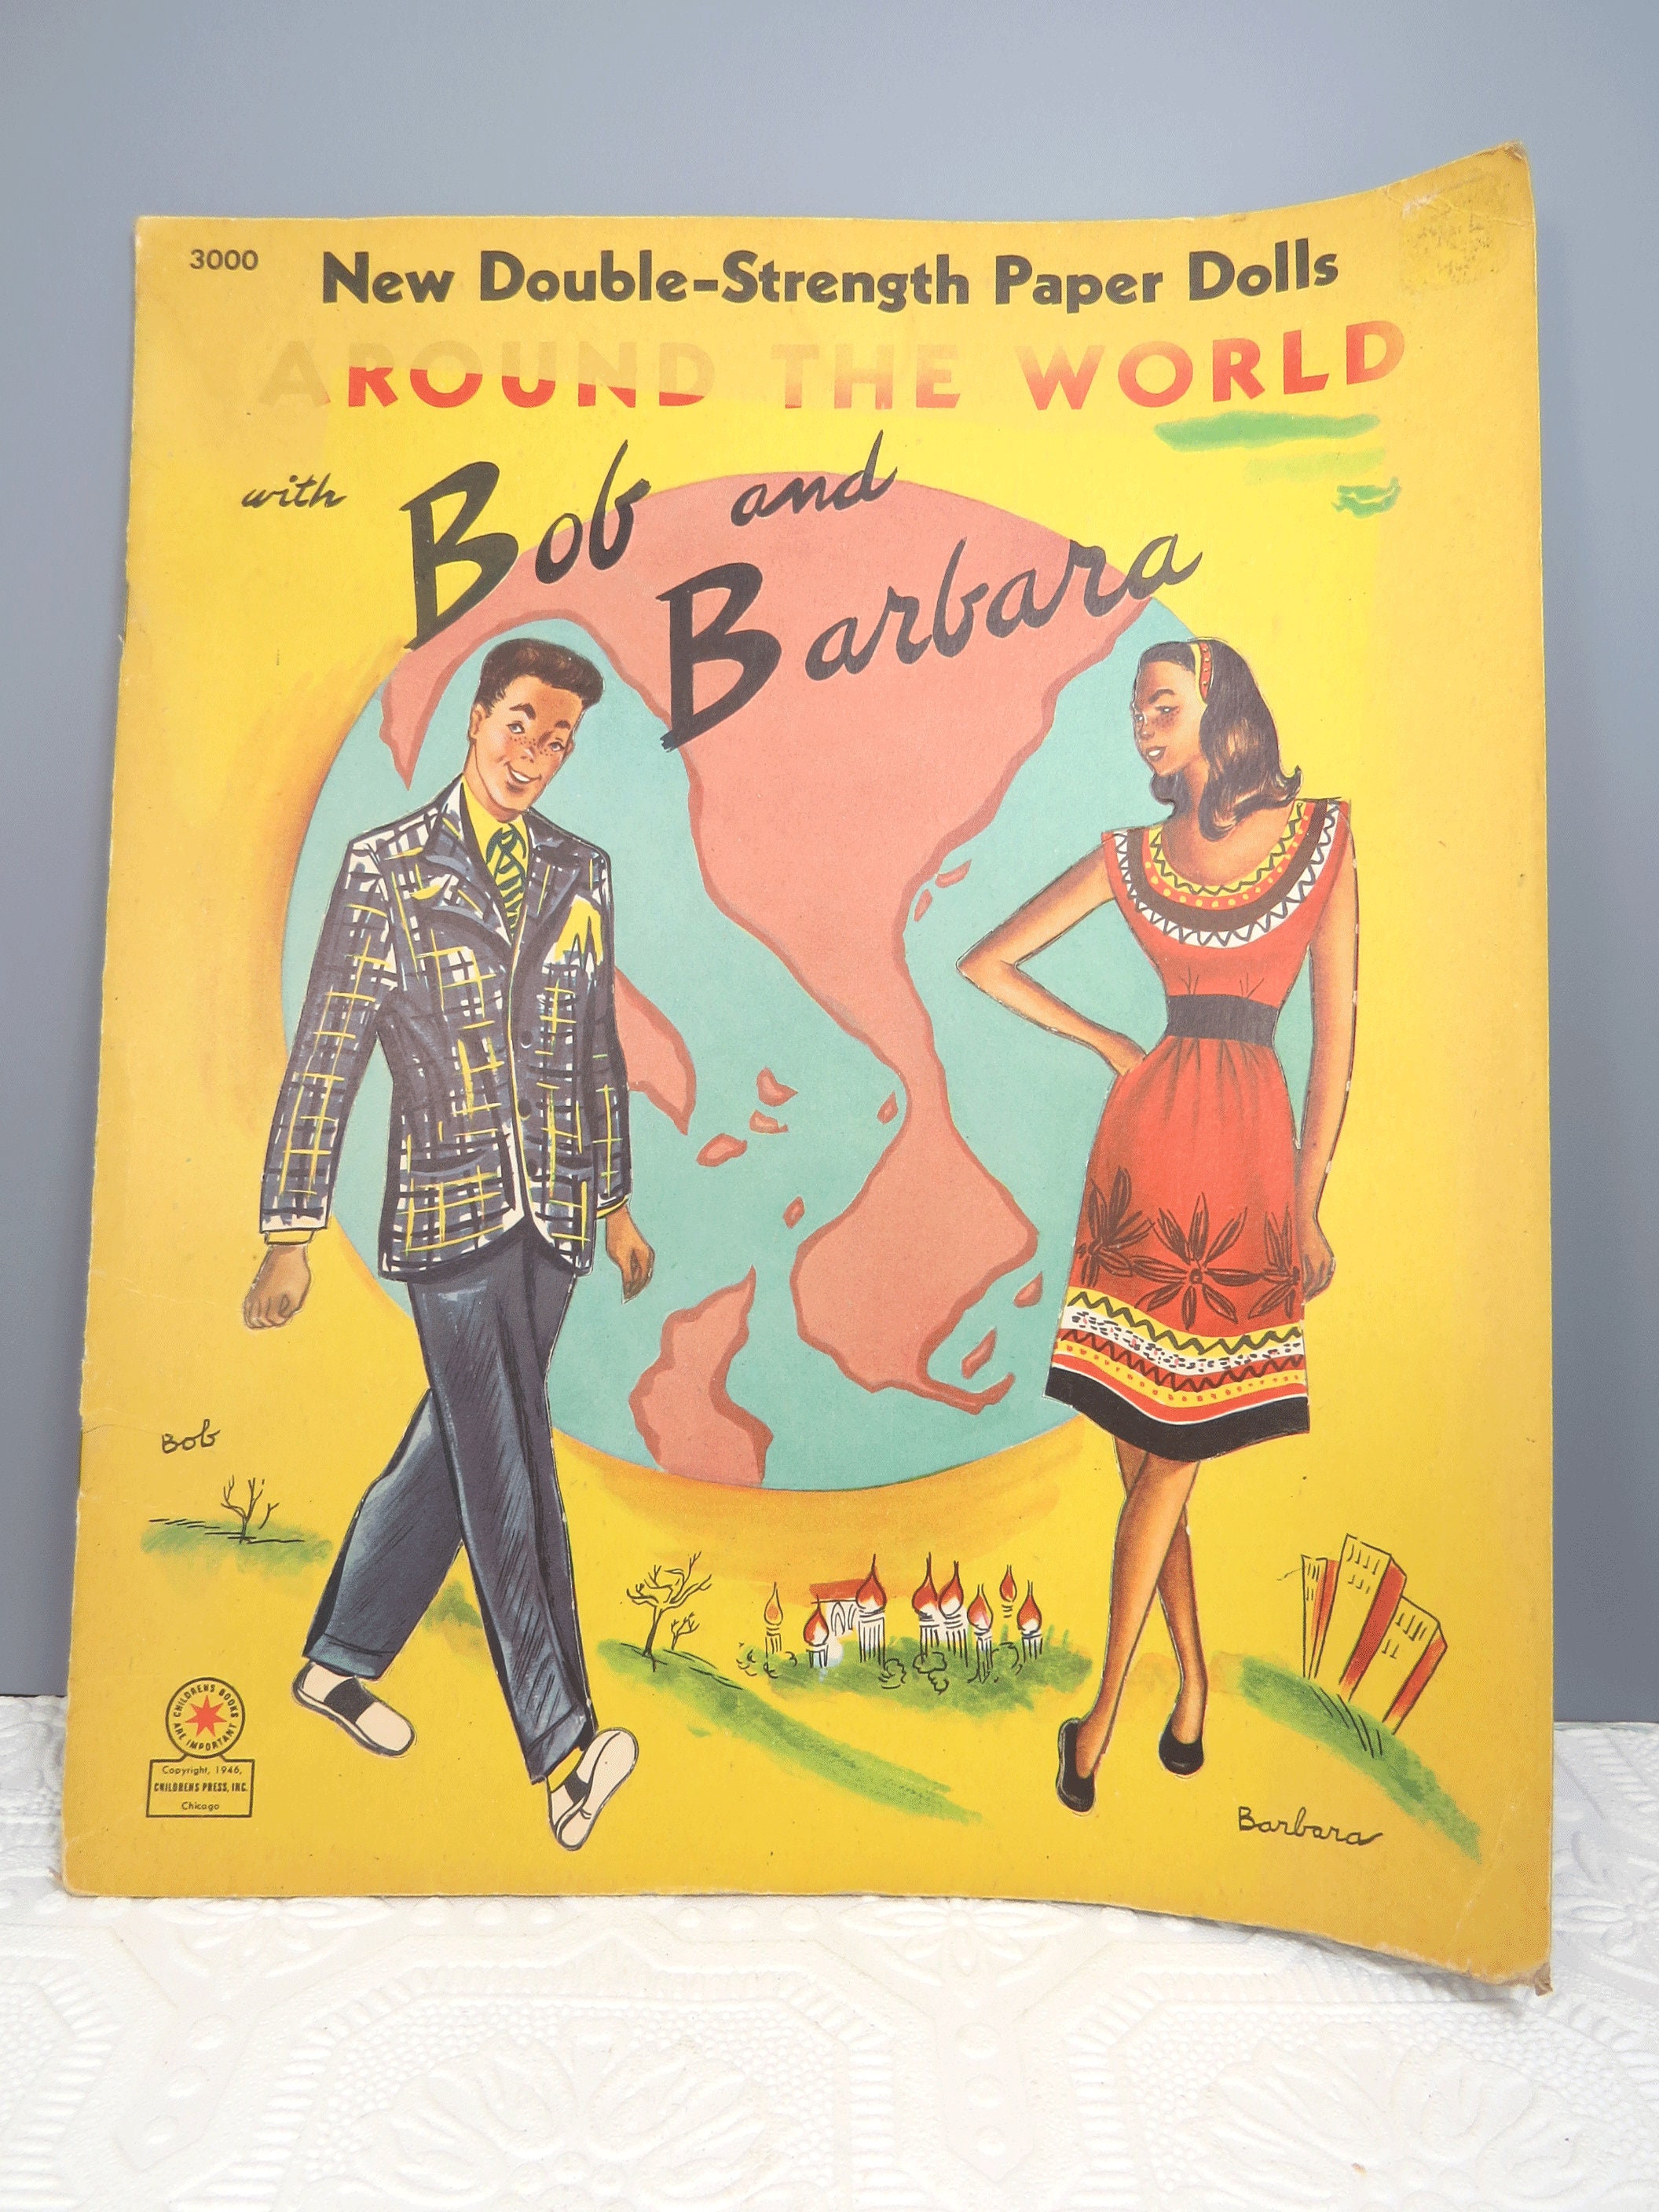 3000
New Double-Strength Paper Dolls
AROUND THE WORLD
with Bob and
Barbara
Bob
CHILDRENS BOOKS
ARE IMPORTANT
Copyright, 1946,
CHILDRENS PRESS, INC.
Chicago
Barbara